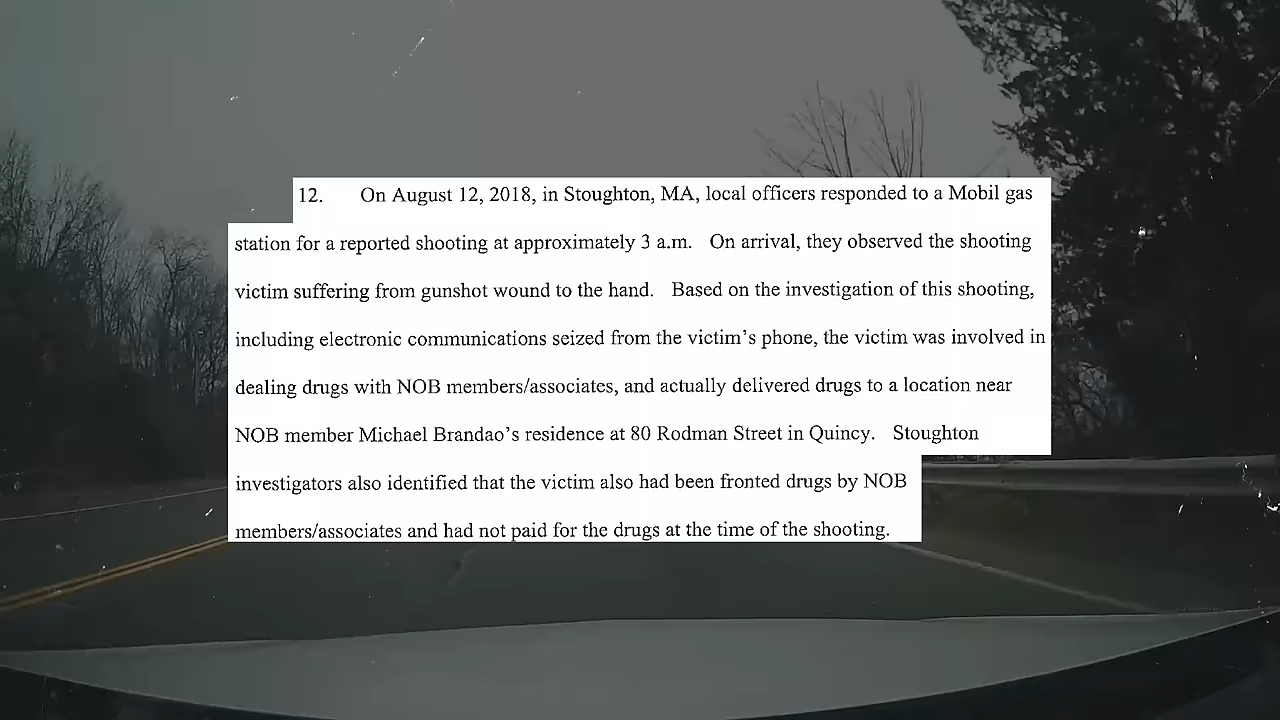 12. On August 12, 2018, in Stoughton, MA, local officers responded to a Mobil gas
station for a reported shooting at approximately 3 a.m. On arrival, they observed the shooting
victim suffering from gunshot wound to the hand. Based on the investigation of this shooting,
including electronic communications seized from the victim's phone, the victim was involved in
dealing drugs with NOB members/associates, and actually delivered drugs to a location near
NOB member Michael Brandao's residence at 80 Rodman Street in Quincy. Stoughton
investigators also identified that the victim also had been fronted drugs by NOB
members/associates and had not paid for the drugs at the time of the shooting.